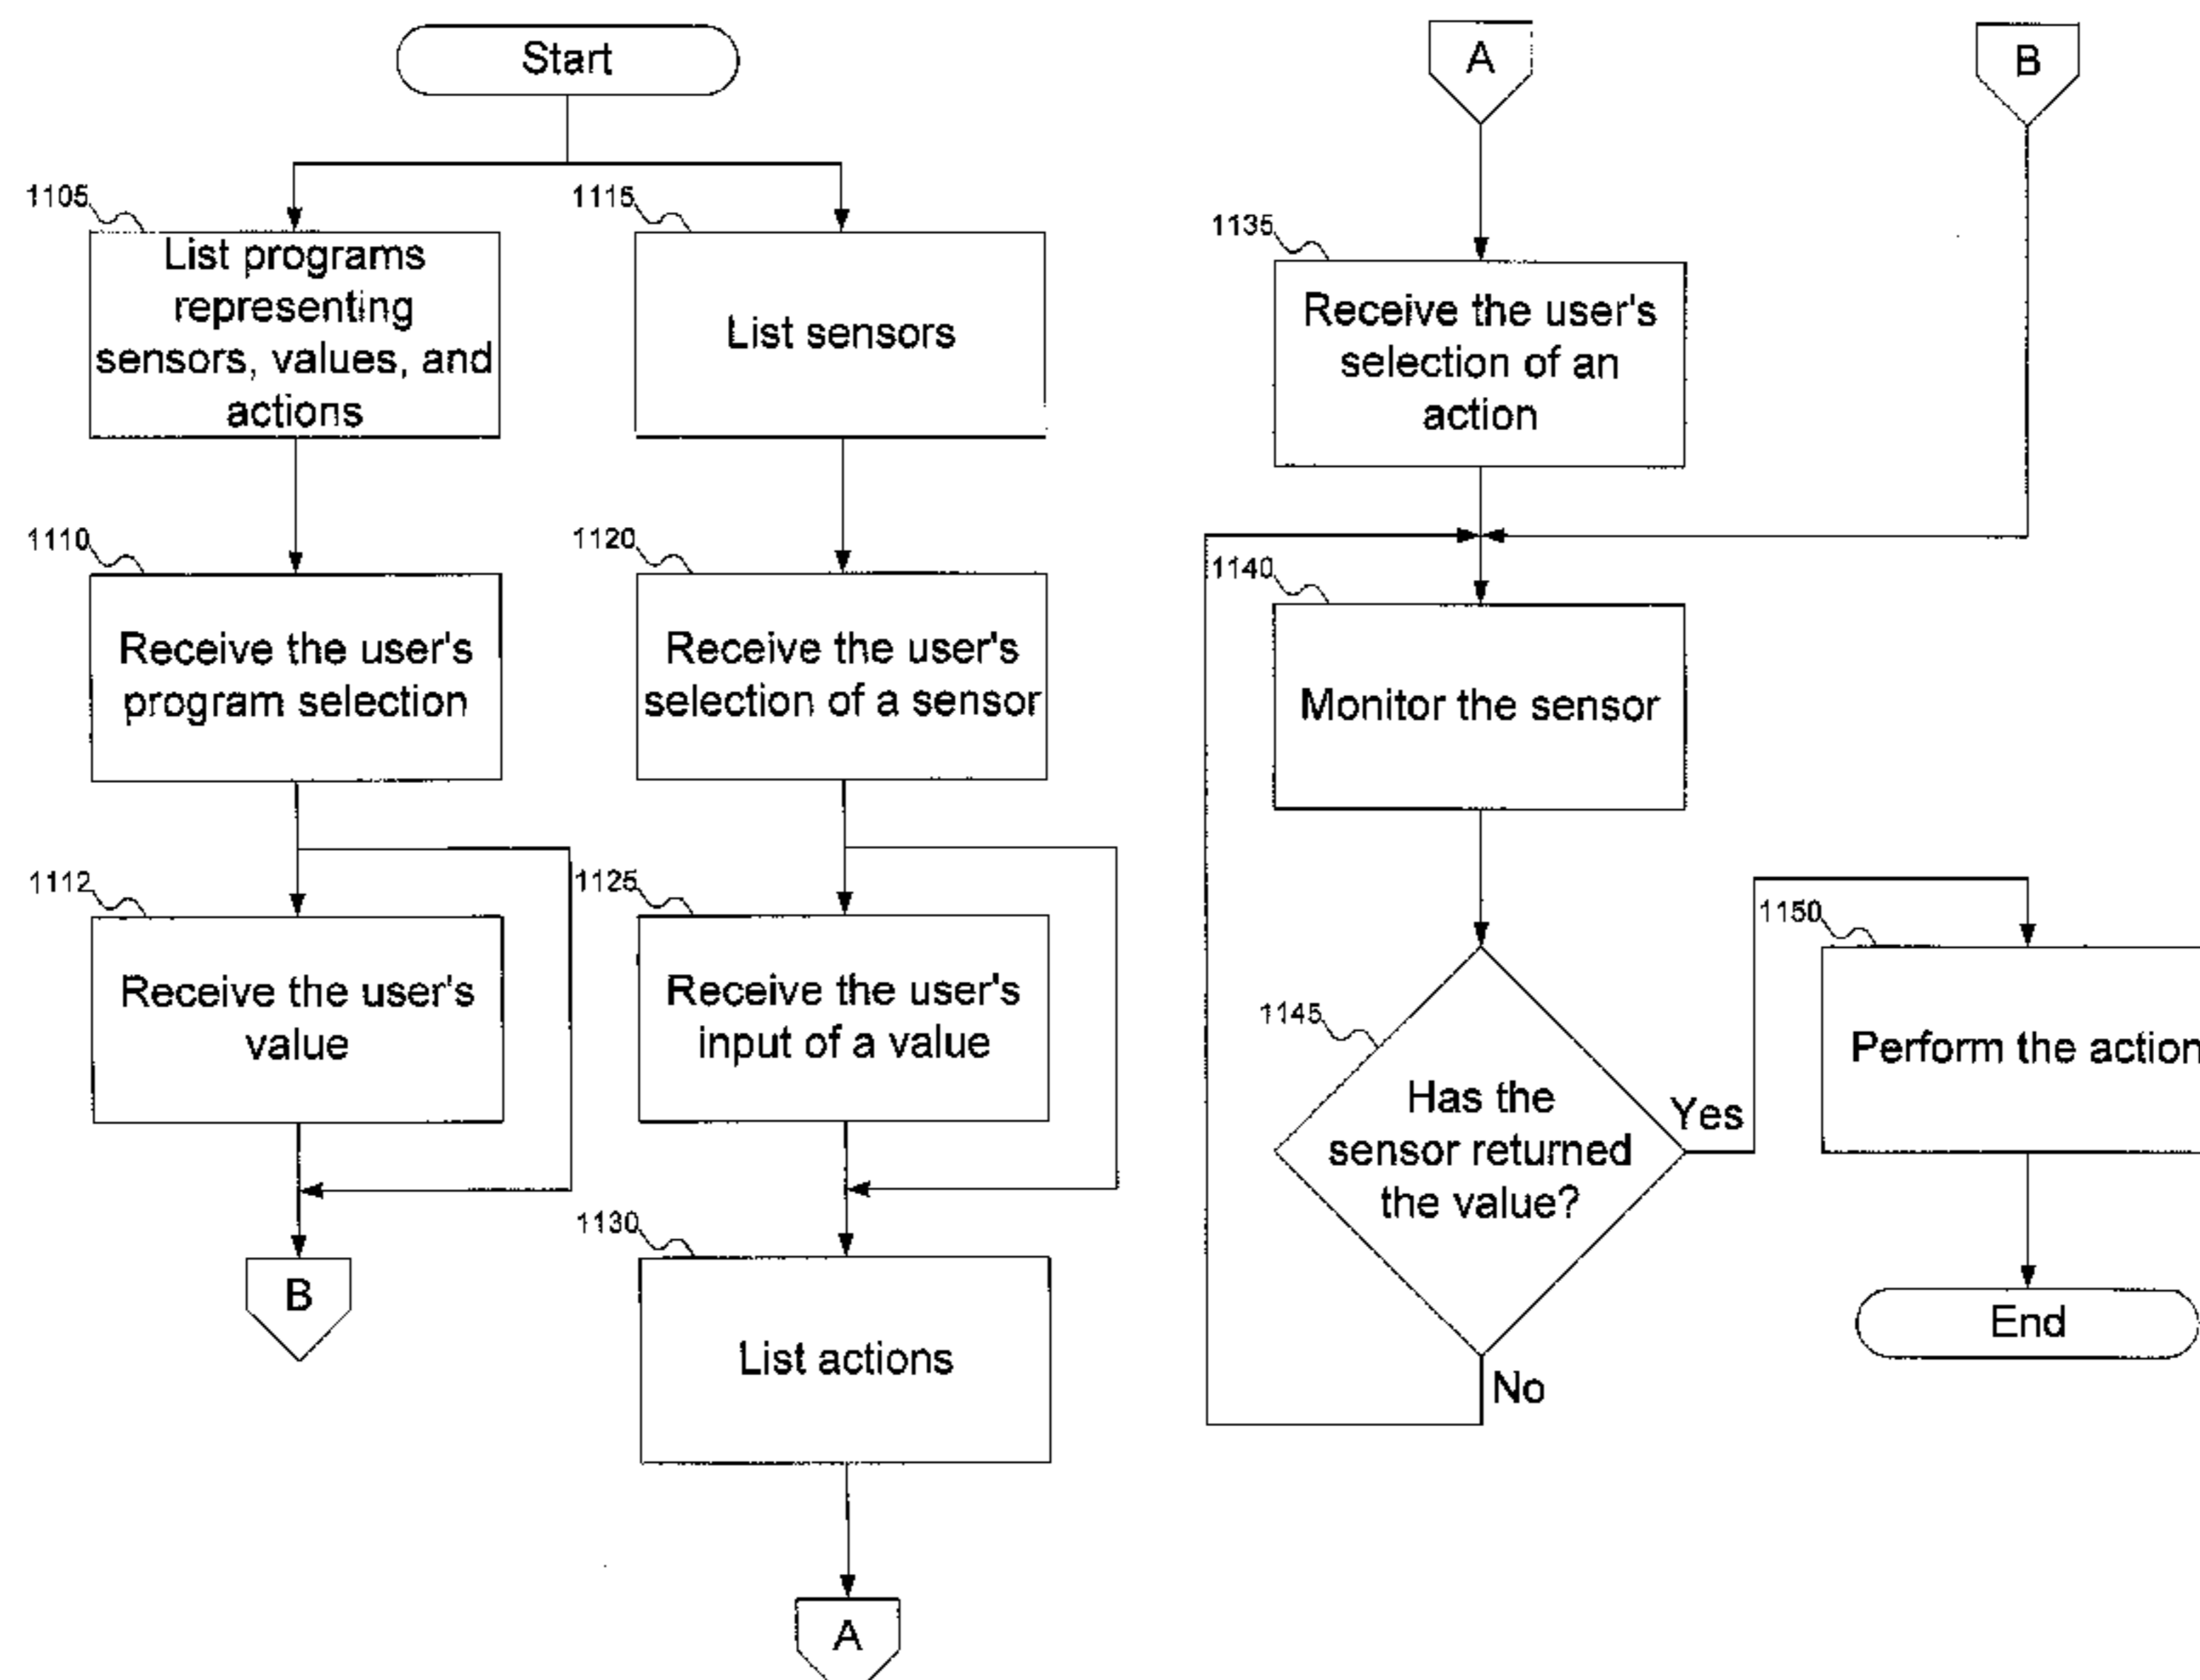 Start
1105
List programs
representing
sensors, values, and
actions
1110
Receive the user's
program selection
1112
Receive the user's
value
B
1115
List sensors
1120
Receive the user's
selection of a sensor
1125
Receive the user's
input of a value
1130
List actions
A
A
B
1135
Receive the user's
selection of an
action
1140
Monitor the sensor
1145
Has the
sensor returned
the value?
Yes
No
1150
Perform the action
End